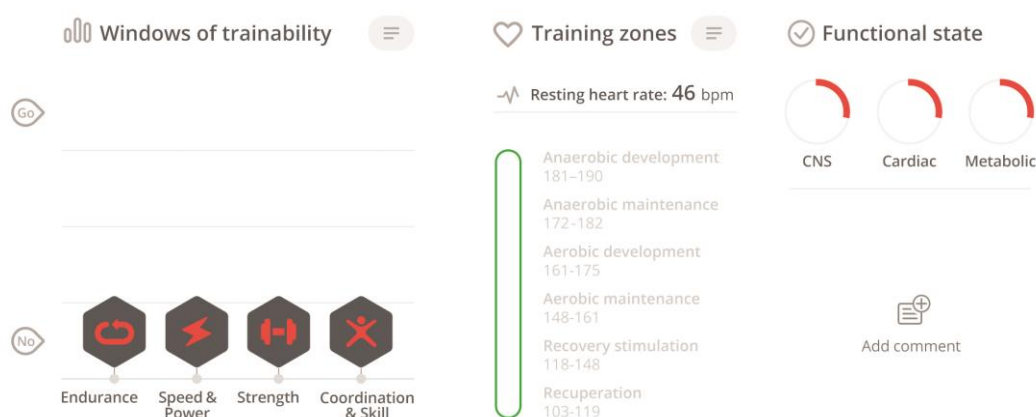 Windows of trainability
Go
No
Endurance
Speed &
Power
Strength
Coordination
& Skill
Training zones
Resting heart rate: 46 bpm
Anaerobic development
181–190
Anaerobic maintenance
172-182
Aerobic development
161-175
Aerobic maintenance
148-161
Recovery stimulation
118-148
Recuperation
103-119
Functional state
CNS
Cardiac
Metabolic
Add comment